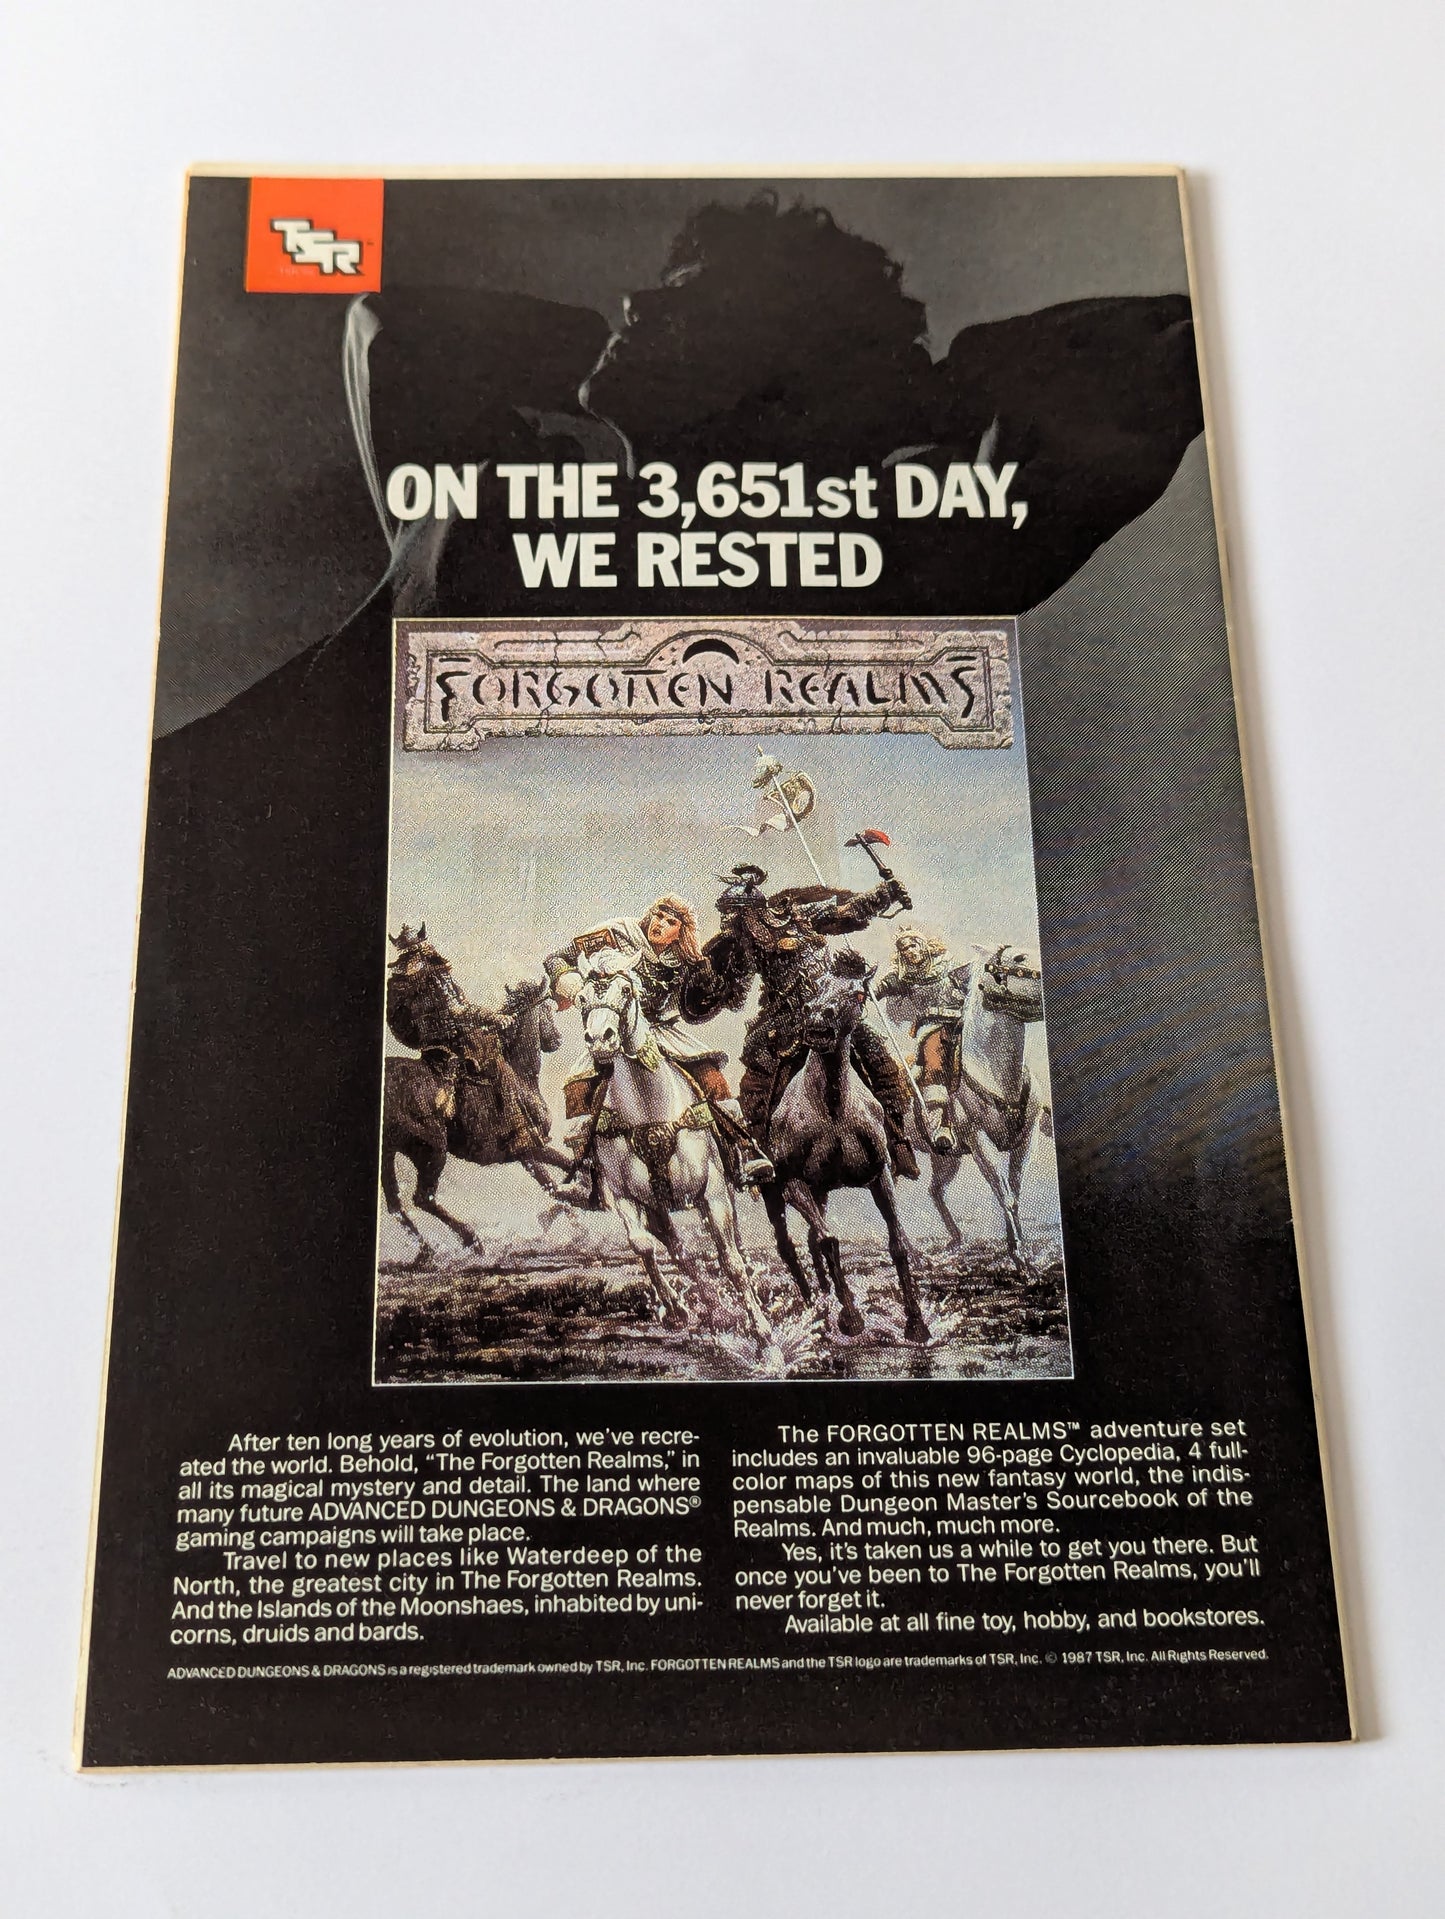 TSR™
ON THE 3,651st DAY,
WE RESTED
FORGOTTEN REALMS
After ten long years of evolution, we've recre-
ated the world. Behold, "The Forgotten Realms," in
all its magical mystery and detail. The land where
many future ADVANCED DUNGEONS & DRAGONS®
gaming campaigns will take place.
Travel to new places like Waterdeep of the
North, the greatest city in The Forgotten Realms.
And the Islands of the Moonshaes, inhabited by uni-
corns, druids and bards.
The FORGOTTEN REALMS™ adventure set
includes an invaluable 96-page Cyclopedia, 4 full-
color maps of this new fantasy world, the indis-
pensable Dungeon Master's Sourcebook of the
Realms. And much, much more.
Yes, it's taken us a while to get you there. But
once you've been to The Forgotten Realms, you'll
never forget it.
Available at all fine toy, hobby, and bookstores.
ADVANCED DUNGEONS & DRAGONS is a registered trademark owned by TSR, Inc. FORGOTTEN REALMS and the TSR logo are trademarks of TSR, Inc. © 1987 TSR, Inc. All Rights Reserved.